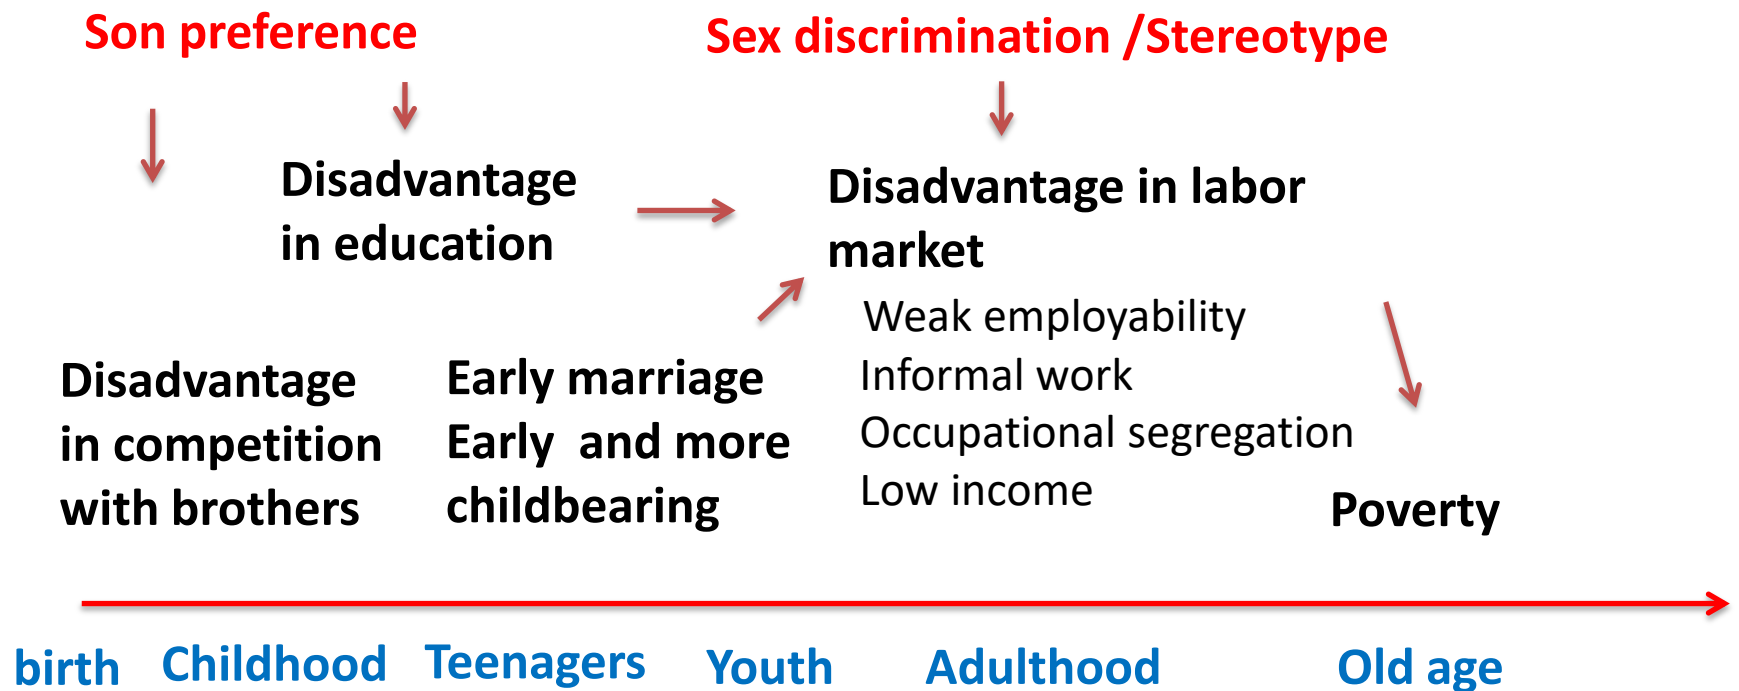 Son preference
Sex discrimination /Stereotype
Disadvantage
in education
Disadvantage in labor
market
Weak employability
Informal work
Occupational segregation
Low income
Disadvantage
in competition
with brothers
Early marriage
Early  and more
childbearing
Poverty
birth
Childhood
Teenagers
Youth
Adulthood
Old age